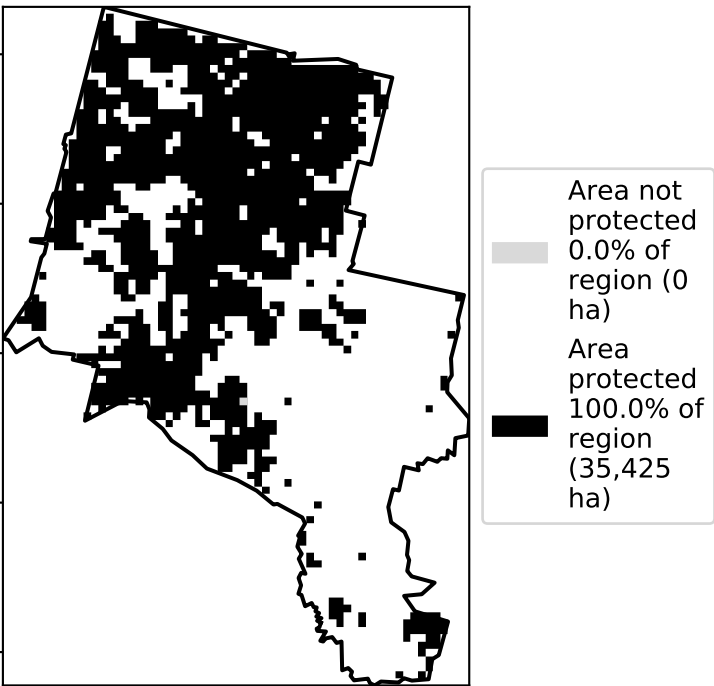 Area not
protected
0.0% of
region (0
ha)
Area
protected
100.0% of
region
(35,425
ha)